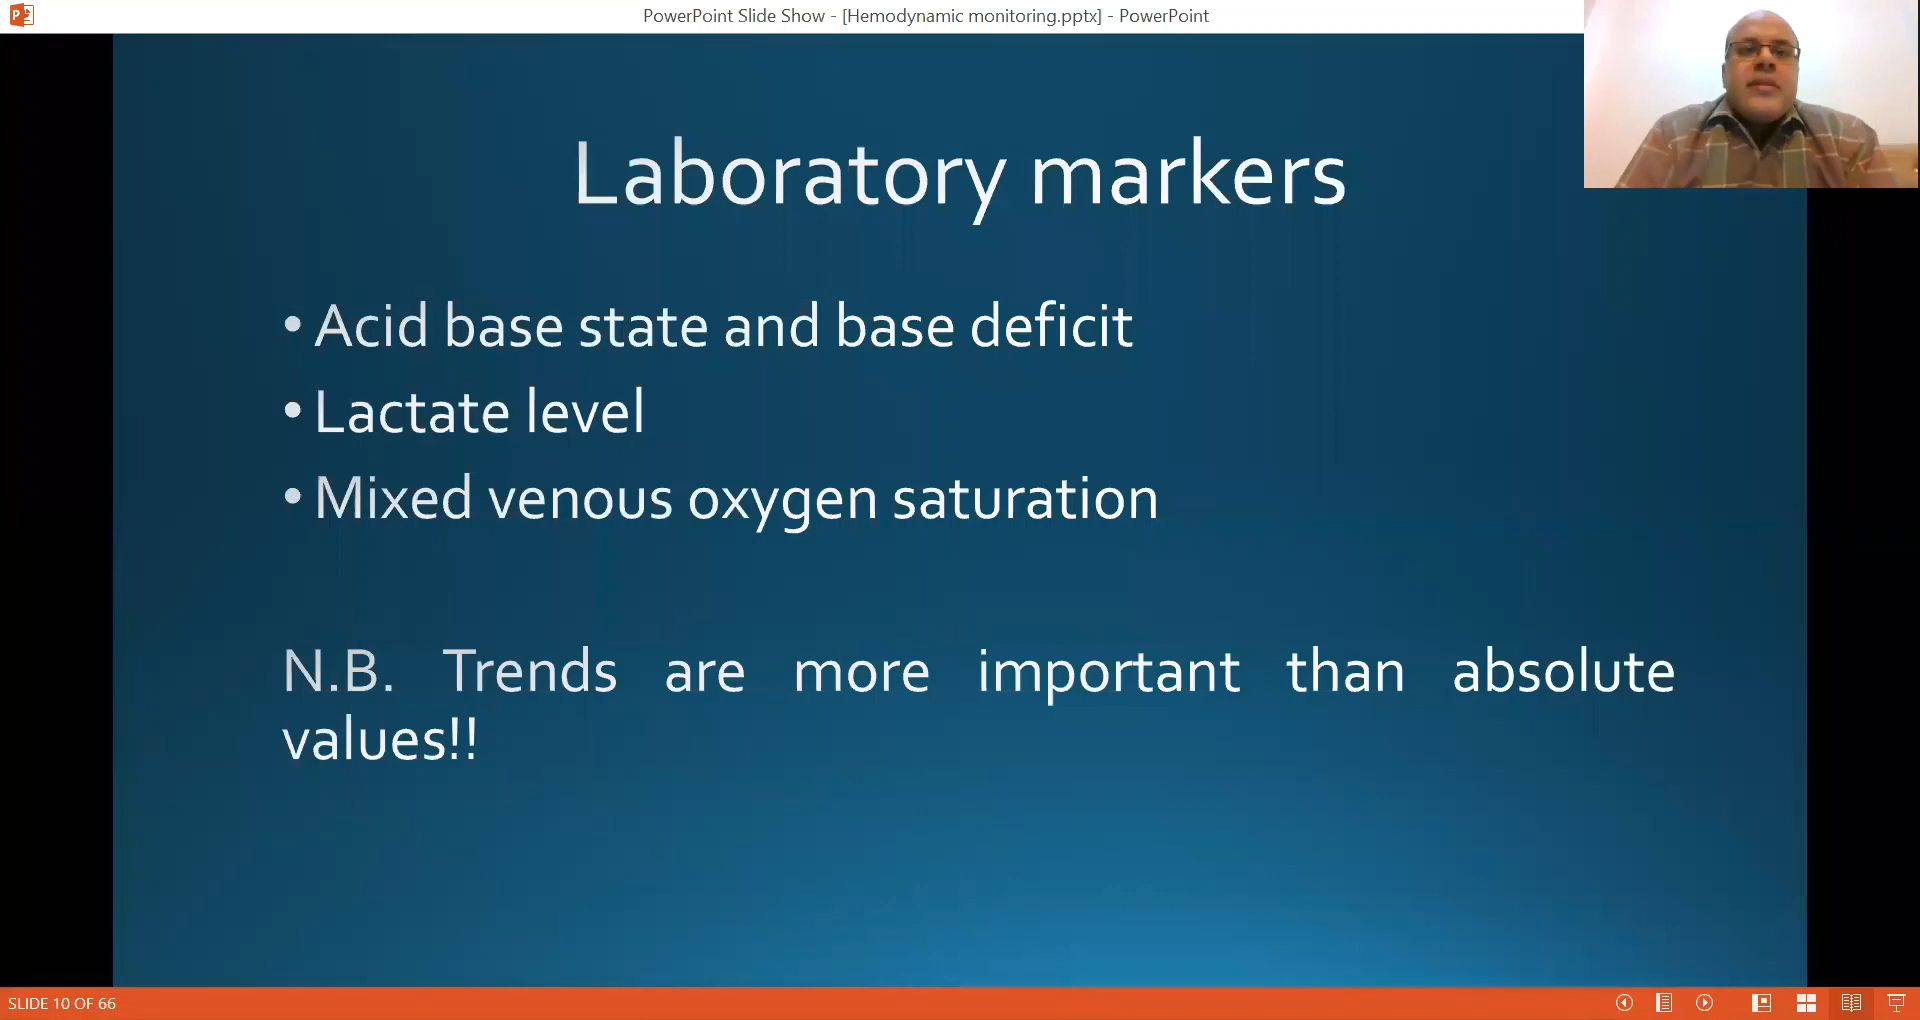 PowerPoint Slide Show - [Hemodynamic monitoring.pptx] - PowerPoint
Laboratory markers
• Acid base state and base deficit
• Lactate level
• Mixed venous oxygen saturation
N.B. Trends are more important than absolute
values!!
SLIDE 10 OF 66